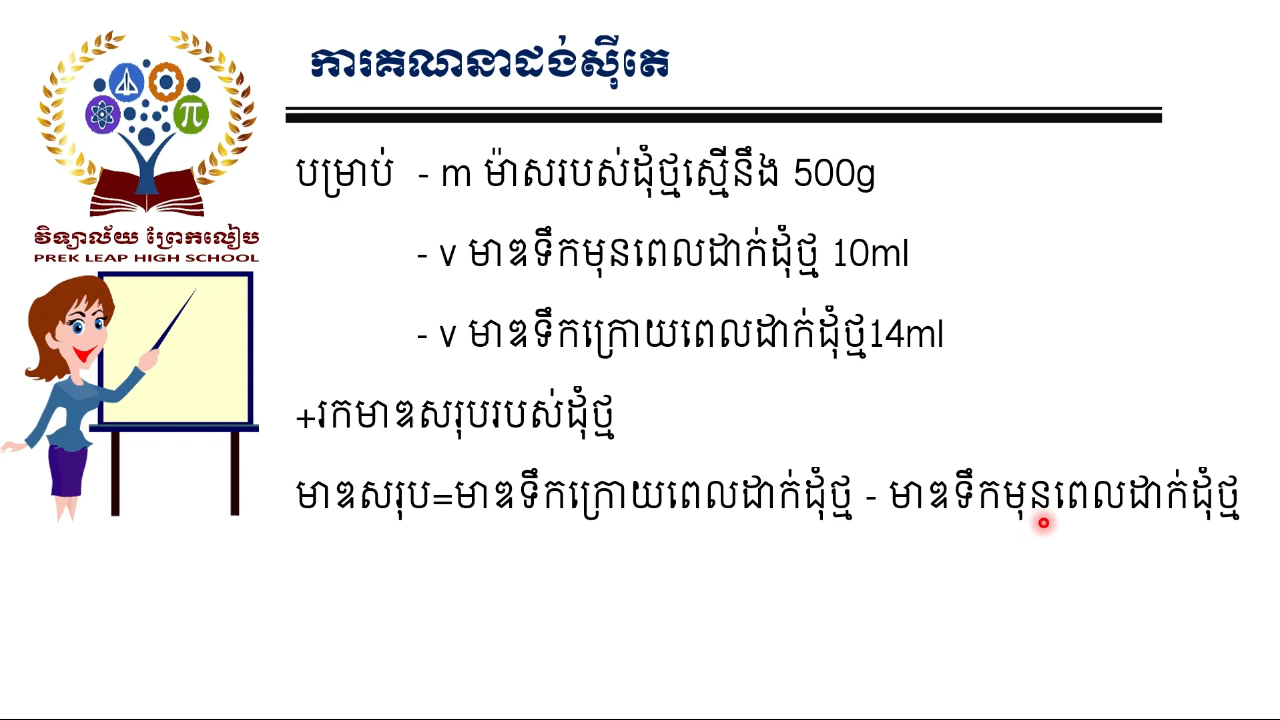 ការគណនាដង់ស៊ីតេ
បម្រាប់ - m ម៉ាសរបស់ដុំថ្មស្មើនឹង 500g
- v មាឌទឹកមុនពេលដាក់ដុំថ្ម 10ml
- v មាឌទឹកក្រោយពេលដាក់ដុំថ្ម14ml
+រកមាឌសរុបរបស់ដុំថ្ម
មាឌសរុប=មាឌទឹកក្រោយពេលដាក់ដុំថ្ម - មាឌទឹកមុនពេលដាក់ដុំថ្ម
π
វិទ្យាល័យ ព្រែកលៀប
PREK LEAP HIGH SCHOOL